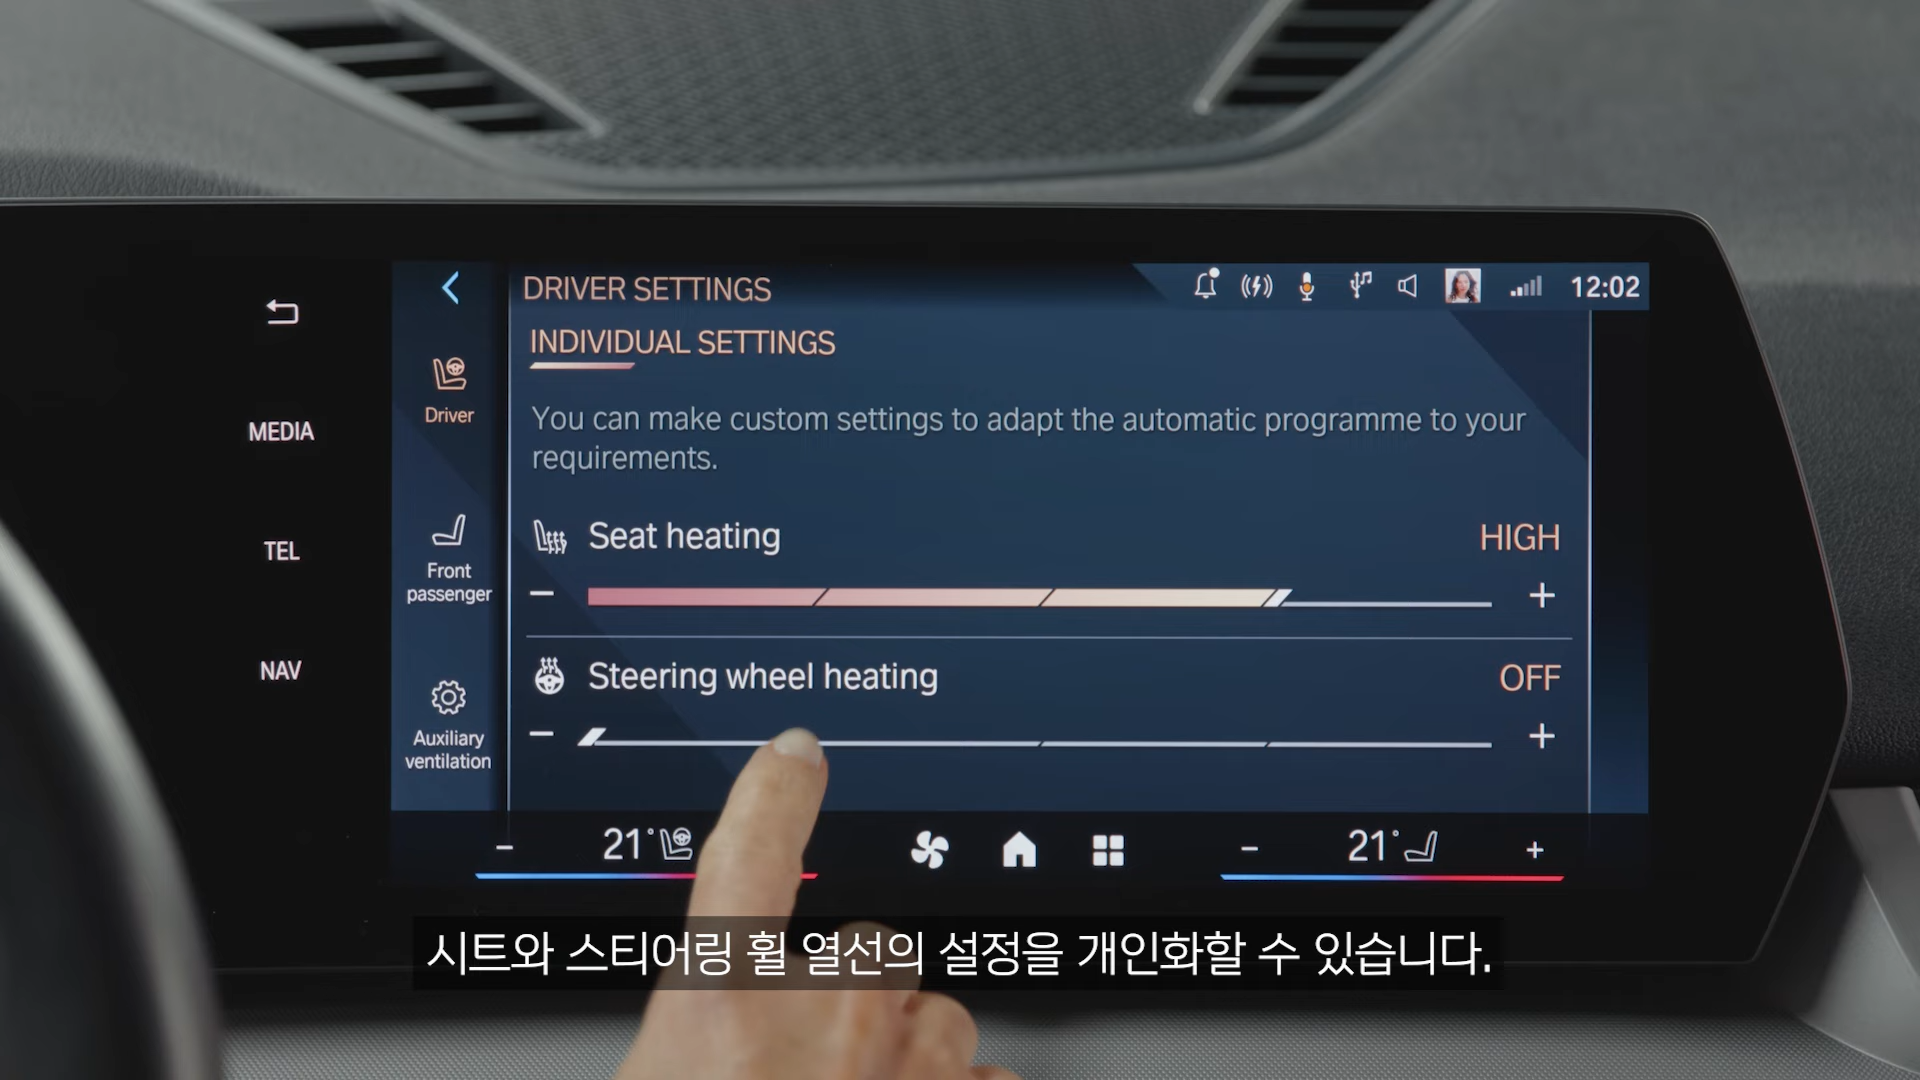 DRIVER SETTINGS
12:02
INDIVIDUAL SETTINGS
You can make custom settings to adapt the automatic programme to your
requirements.
MEDIA
TEL
NAV
Driver
Front
passenger
Auxiliary
ventilation
Seat heating
HIGH
− +
Steering wheel heating
OFF
− +
− 21°
− 21° +
시트와 스티어링 휠 열선의 설정을 개인화할 수 있습니다.